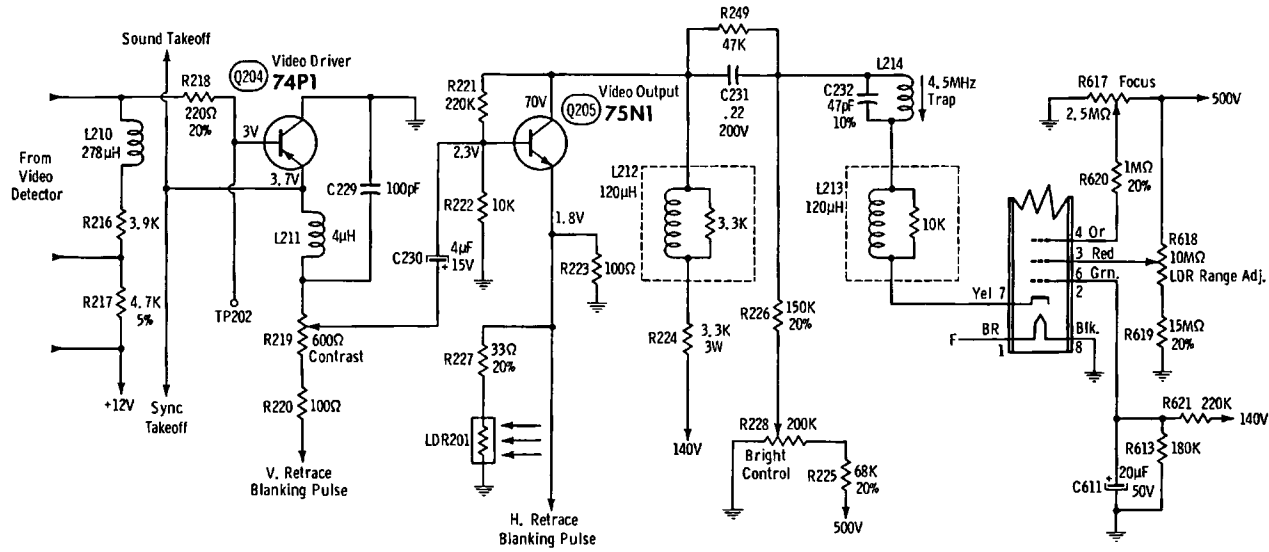 Sound Takeoff
R218
220Ω
20%
Q204
Video Driver
74P1
3V
3.7V
L210
278μH
From
Video
Detector
R216
3.9K
R217
4.7K
5%
+12V
Sync
Takeoff
TP202
L211
4μH
C229
100pF
R219
600Ω
Contrast
R220
100Ω
V. Retrace
Blanking Pulse
C230
4μF
+ 15V
R221
220K
70V
Video Output
Q205
75N1
2.3V
R222
10K
1.8V
R223
100Ω
R227
33Ω
20%
LDR201
H. Retrace
Blanking Pulse
R249
47K
C231
.22
200V
L212
120μH
3.3K
R224
3.3K
3W
140V
R226
150K
20%
R228
200K
Bright
Control
R225
68K
20%
500V
L214
C232
47pF
10%
4.5MHz
Trap
L213
120μH
10K
R617 Focus
2.5MΩ
500V
1MΩ
20%
R620
4 Or
3 Red
6 Grn.
2
Yel 7
F
BR
1
Blk.
8
R618
10MΩ
LDR Range Adj.
R619
15MΩ
20%
R621 220K
140V
R613
180K
C611
+
20μF
50V